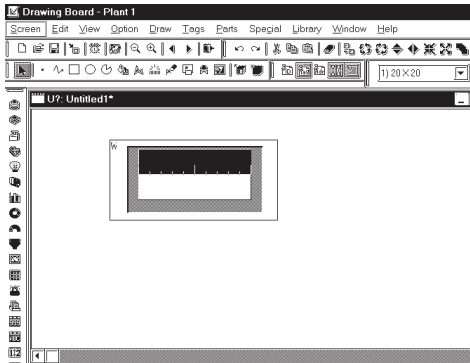 Drawing Board - Plant 1
Screen Edit View Option Draw Tags Parts Special Library Window Help
1) 20×20
U?: Untitled1*
W